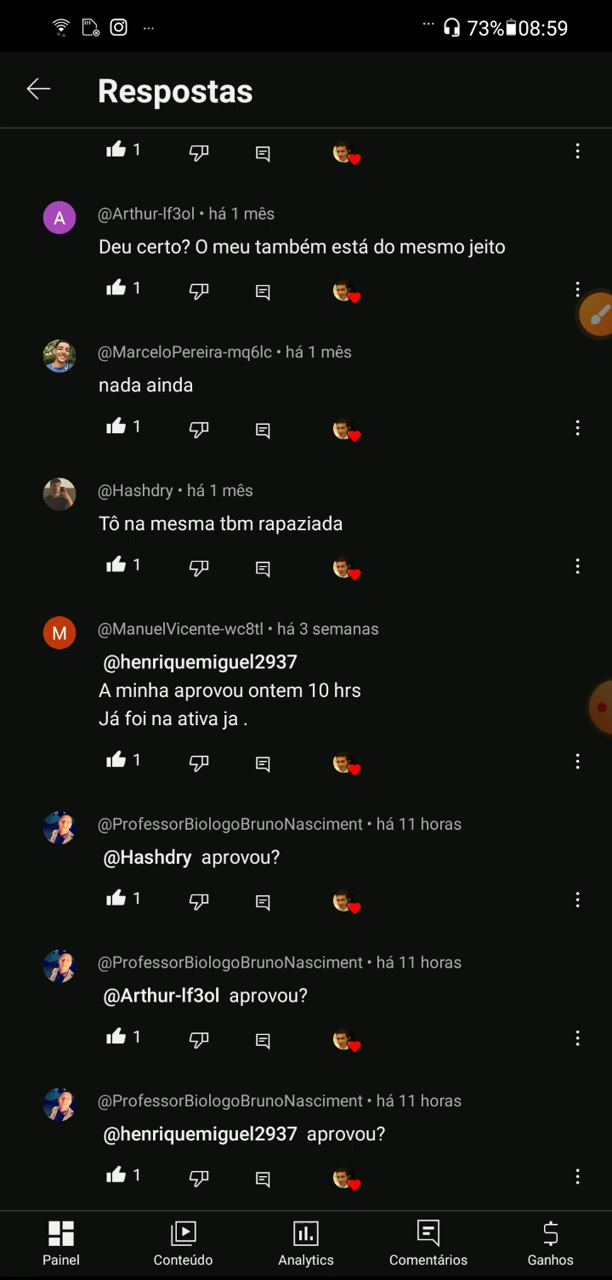 73% 08:59
Respostas
1
@Arthur-lf3ol • há 1 mês
Deu certo? O meu também está do mesmo jeito
1
@MarceloPereira-mq6lc • há 1 mês
nada ainda
1
@Hashdry • há 1 mês
Tô na mesma tbm rapaziada
1
M
@ManuelVicente-wc8tl • há 3 semanas
@henriquemiguel2937
A minha aprovou ontem 10 hrs
Já foi na ativa ja .
1
@ProfessorBiologoBrunoNasciment • há 11 horas
@Hashdry aprovou?
1
@ProfessorBiologoBrunoNasciment • há 11 horas
@Arthur-lf3ol aprovou?
1
@ProfessorBiologoBrunoNasciment • há 11 horas
@henriquemiguel2937 aprovou?
1
Painel Conteúdo Analytics Comentários Ganhos